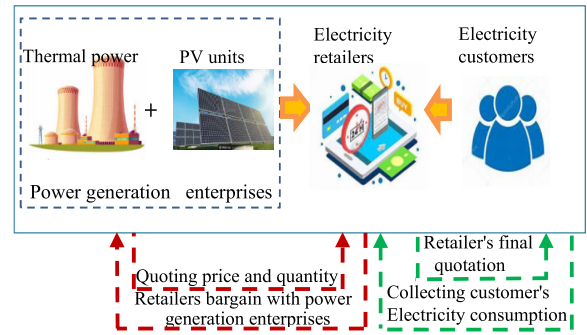 Thermal power
PV units
Electricity
retailers
Electricity
customers
+
BUY
Power generation enterprises
Quoting price and quantity
Retailers bargain with power
generation enterprises
Retailer's final
quotation
Collecting customer's
Electricity consumption